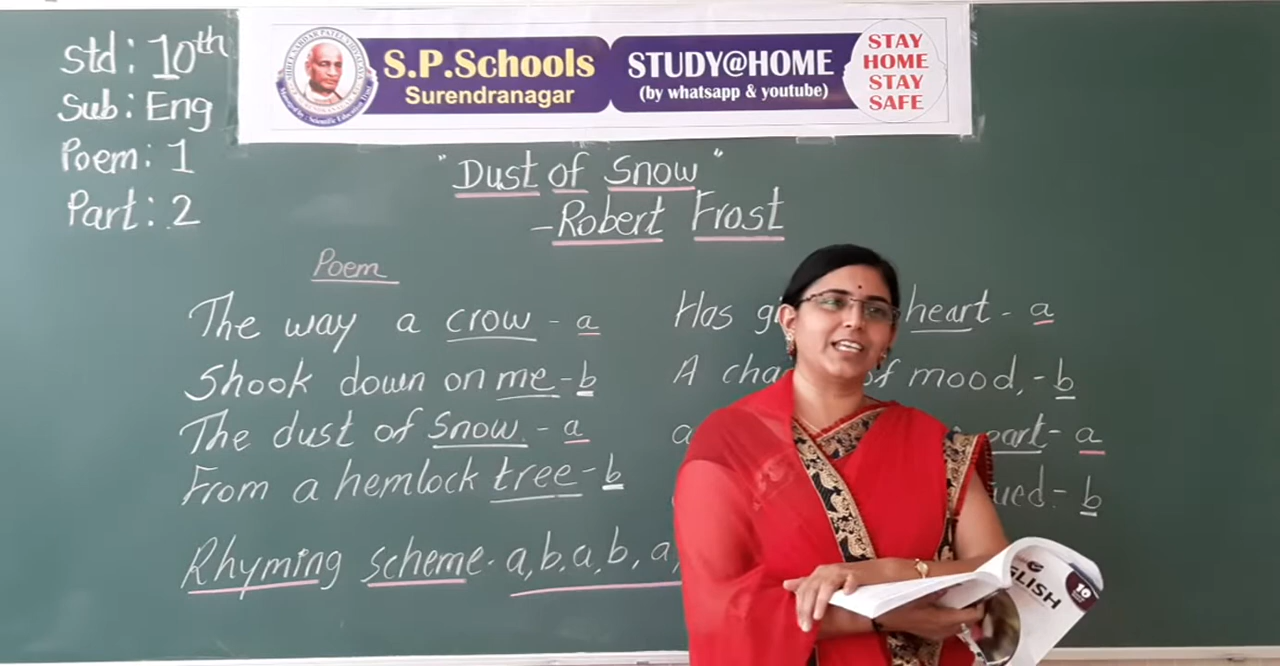 std: 10th
Sub: Eng
Poem: 1
Part: 2
S.P.Schools
Surendranagar
STUDY@HOME
(by whatsapp & youtube)
STAY
HOME
STAY
SAFE
"Dust of Snow"
-Robert Frost
Poem
The way a crow - a
Shook down on me - b
The dust of Snow. - a
From a hemlock tree - b
Rhyming scheme. a,b,a,b, a,
Has heart - a
A of mood, - b
part - a
b
GLISH
10